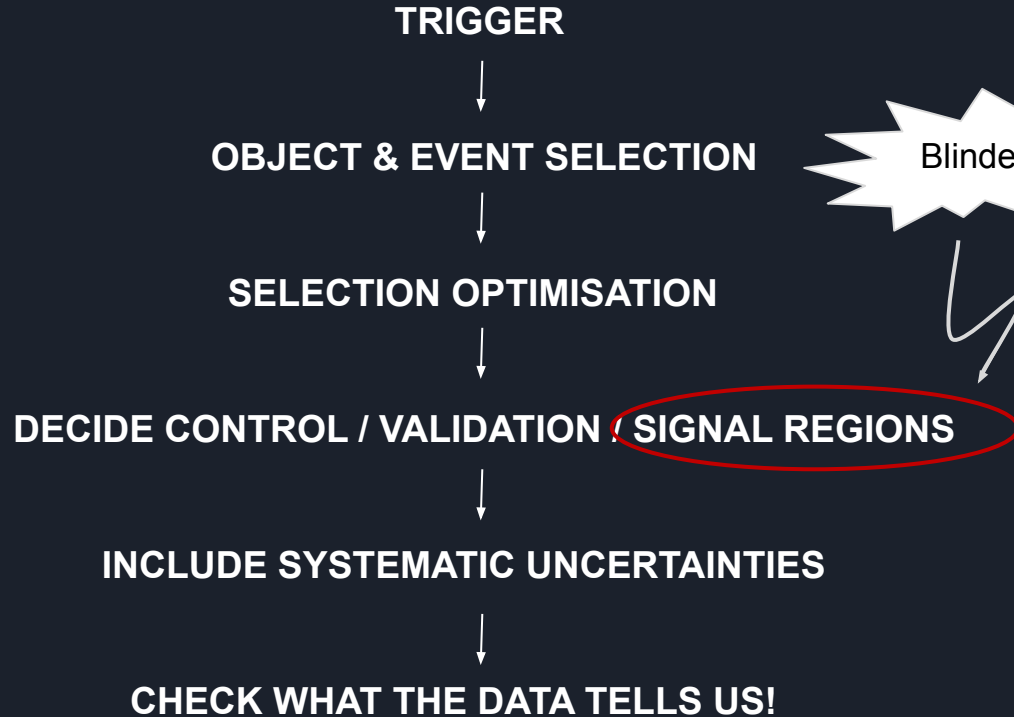 TRIGGER
OBJECT & EVENT SELECTION
Blinde
SELECTION OPTIMISATION
DECIDE CONTROL / VALIDATION / SIGNAL REGIONS
INCLUDE SYSTEMATIC UNCERTAINTIES
CHECK WHAT THE DATA TELLS US!